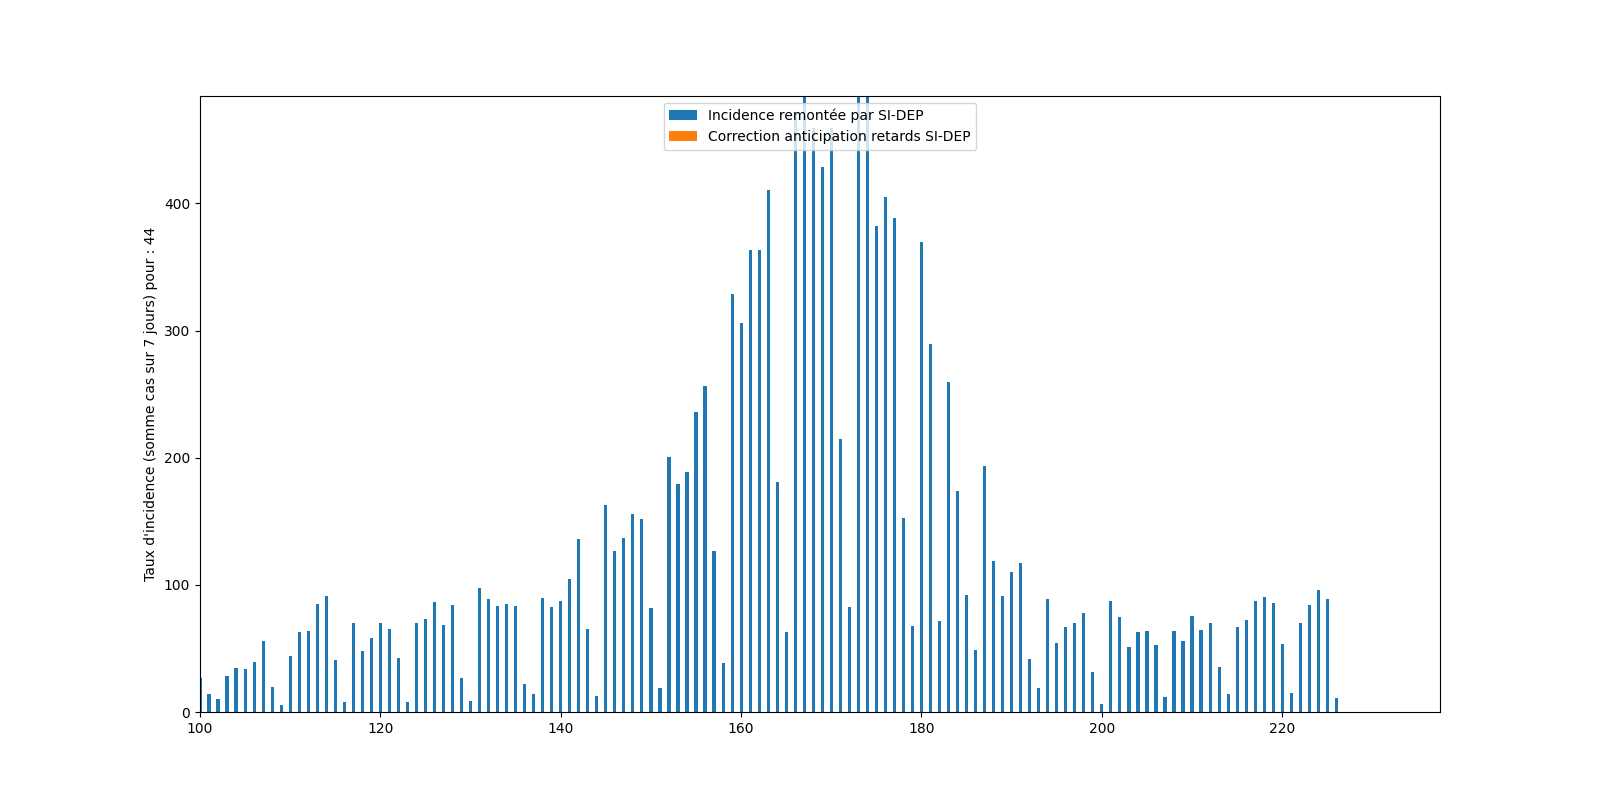 Incidence remontée par SI-DEP
Correction anticipation retards SI-DEP
Taux d'incidence (somme cas sur 7 jours) pour : 44
400
300
200
100
0
100 120 140 160 180 200 220